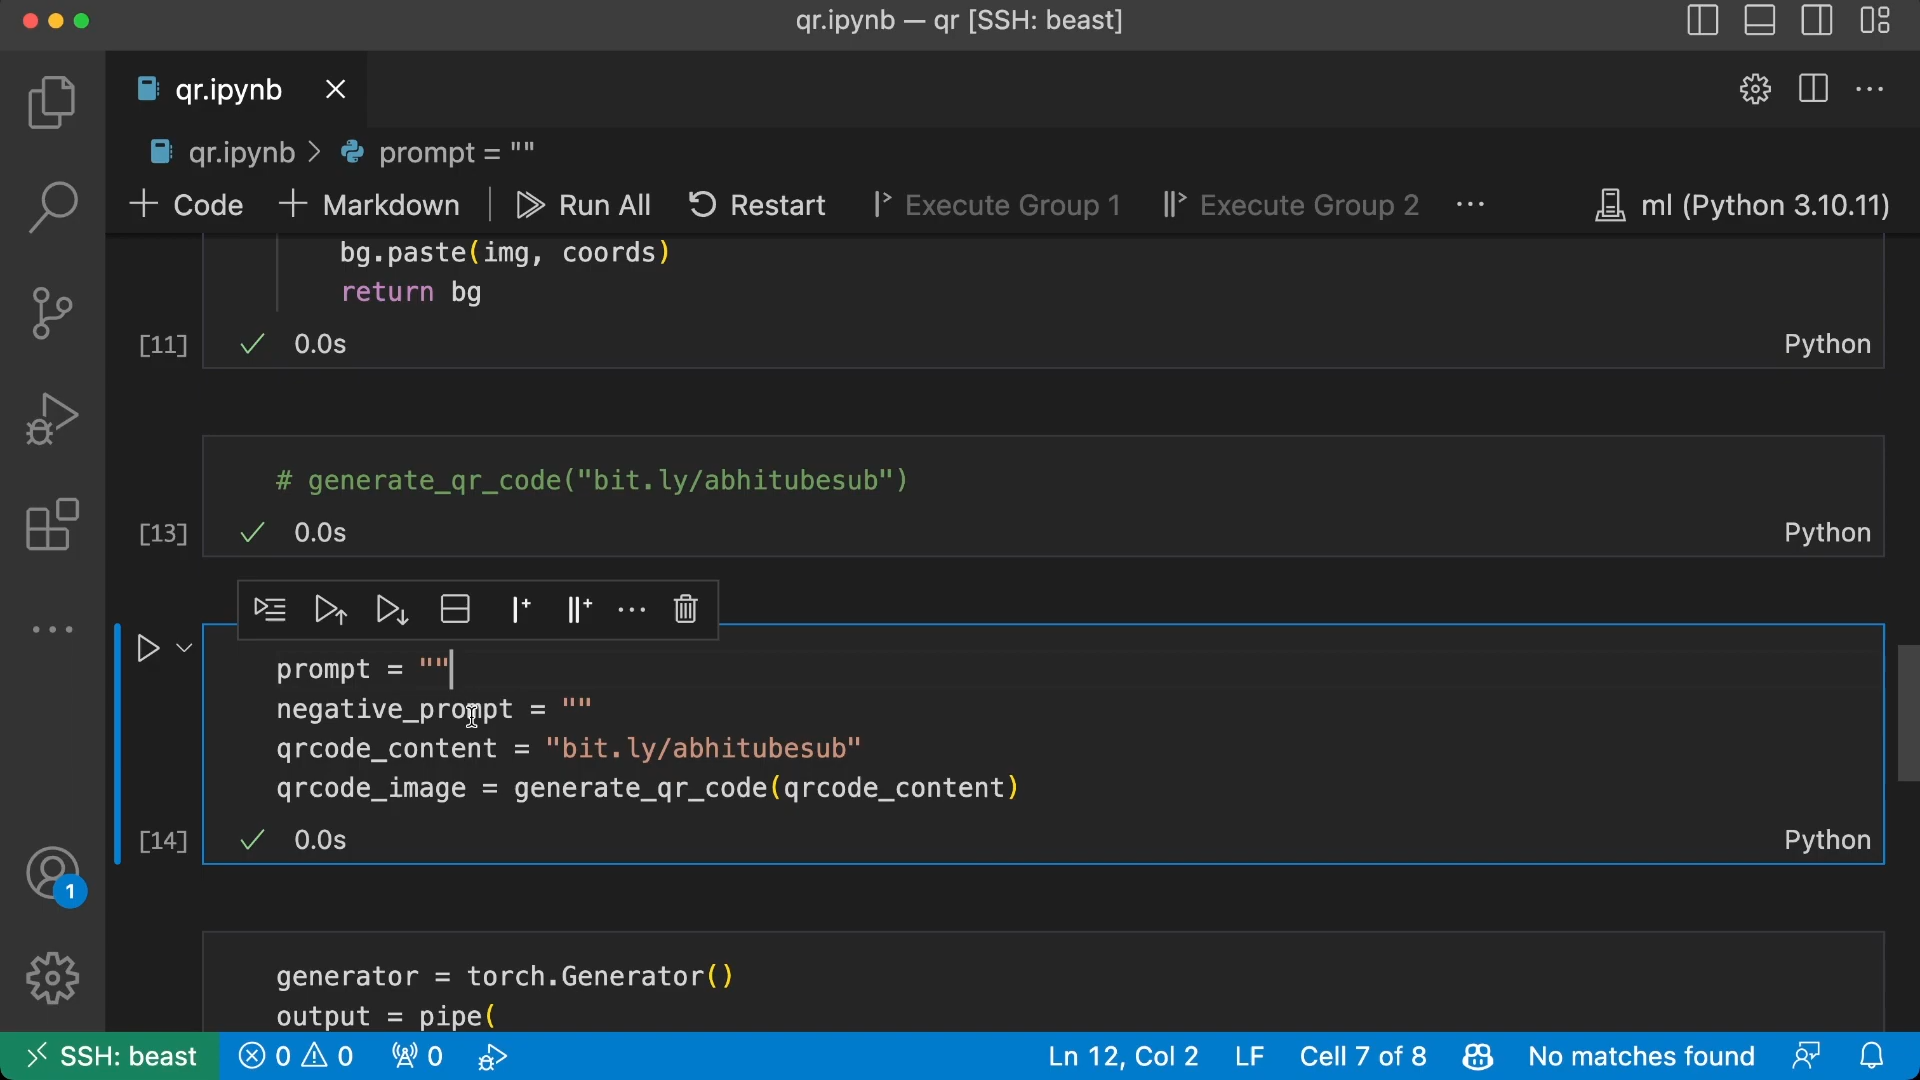 qr.ipynb — qr [SSH: beast]
qr.ipynb
qr.ipynb > prompt = ""
Code Markdown Run All Restart Execute Group 1 Execute Group 2 ··· ml (Python 3.10.11)
bg.paste(img, coords)
return bg
[11] 0.0s Python
# generate_qr_code("bit.ly/abhitubesub")
[13] 0.0s Python
prompt = ""
negative_prompt = ""
qrcode_content = "bit.ly/abhitubesub"
qrcode_image = generate_qr_code(qrcode_content)
[14] 0.0s Python
1
generator = torch.Generator()
output = pipe(
SSH: beast 0 0 0 Ln 12, Col 2 LF Cell 7 of 8 No matches found